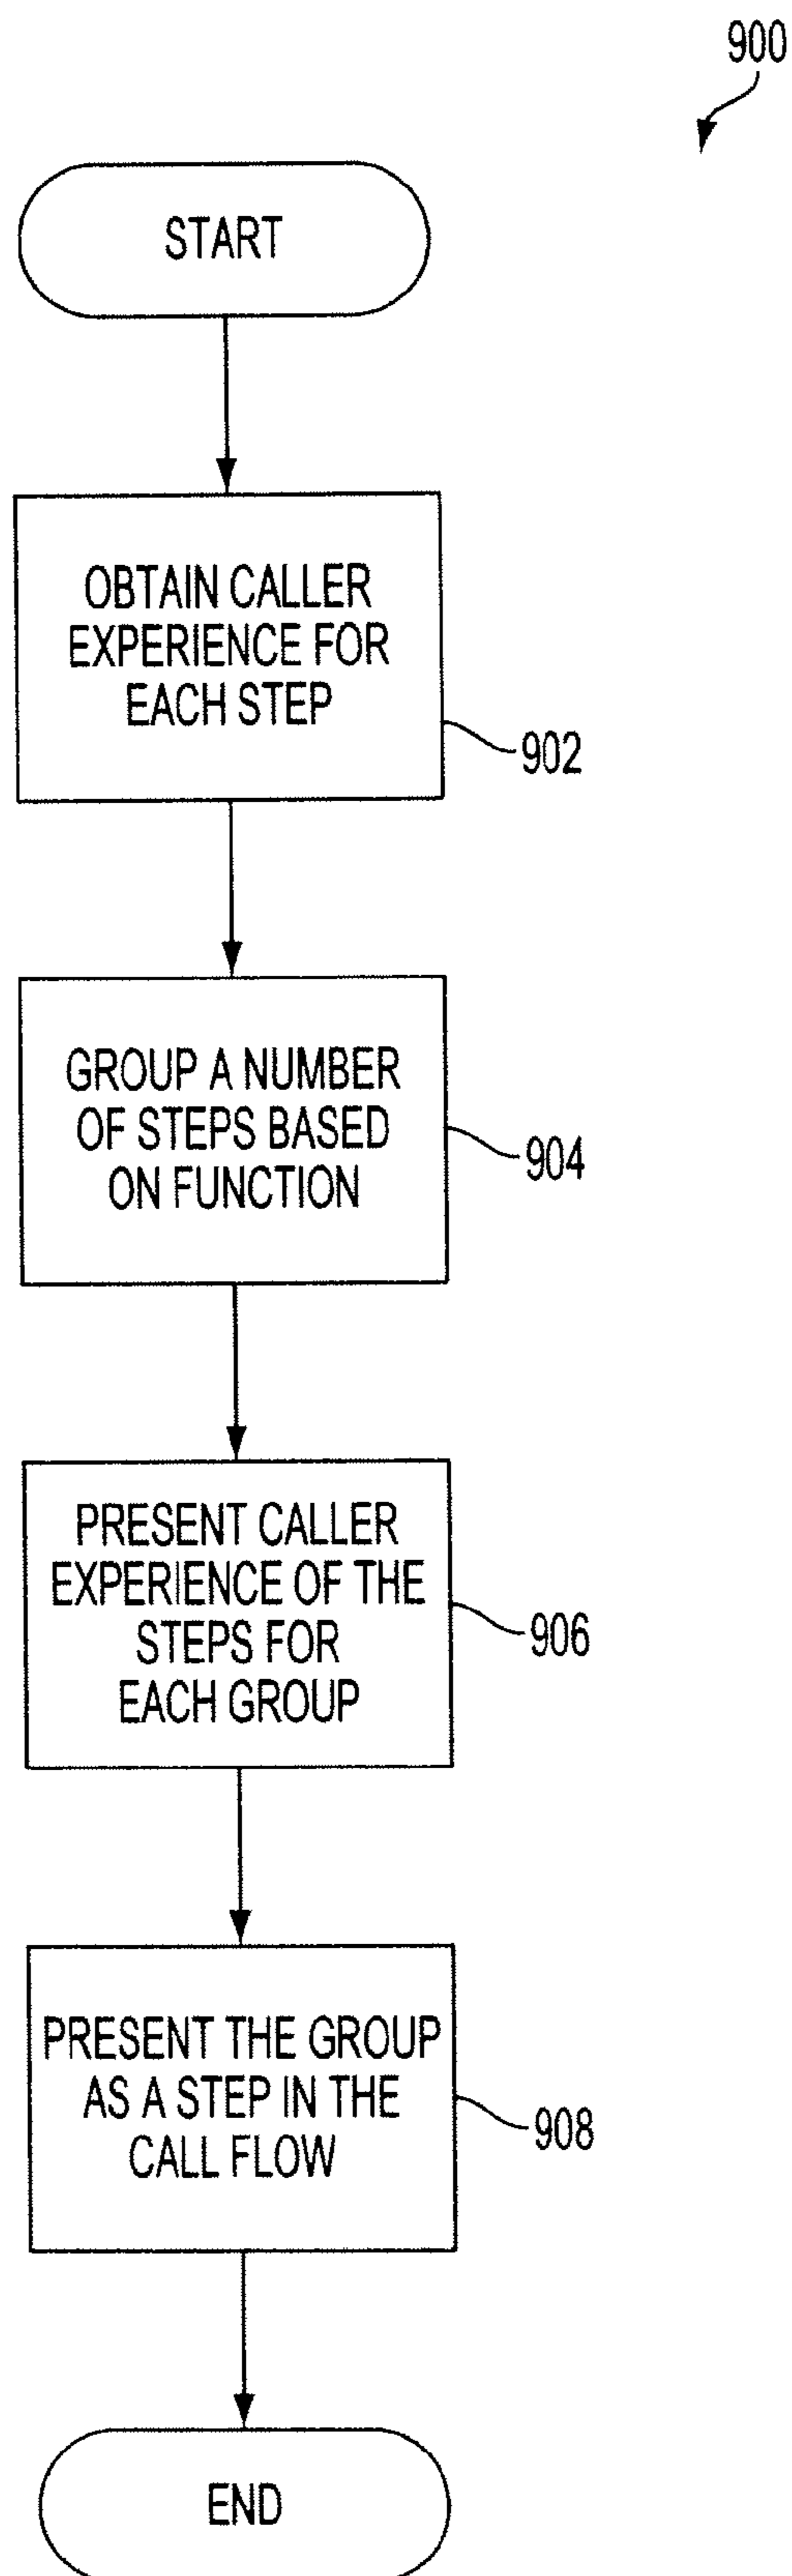 900
START
OBTAIN CALLER
EXPERIENCE FOR
EACH STEP
902
GROUP A NUMBER
OF STEPS BASED
ON FUNCTION
904
PRESENT CALLER
EXPERIENCE OF THE
STEPS FOR
EACH GROUP
906
PRESENT THE GROUP
AS A STEP IN THE
CALL FLOW
908
END